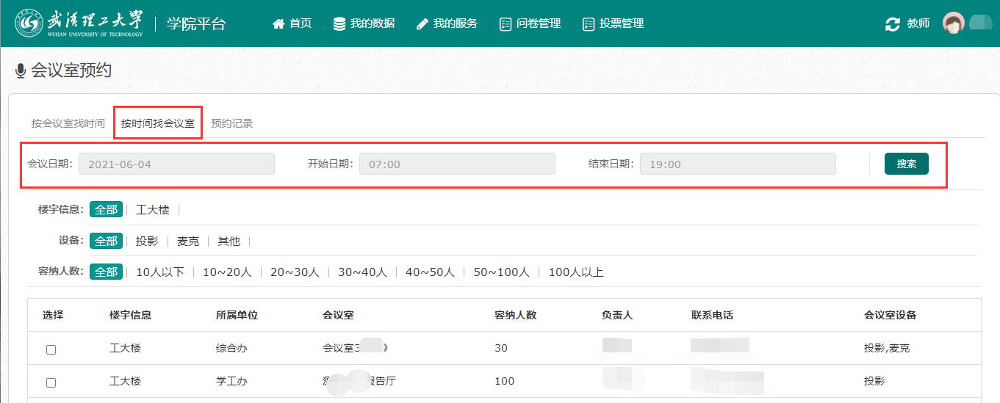 武汉理工大学 学院平台 首页 我的数据 我的服务 问卷管理 投票管理 教师
WUHAN UNIVERSITY OF TECHNOLOGY
会议室预约
按会议室找时间 按时间找会议室 预约记录
会议日期: 2021-06-04 开始日期: 07:00 结束日期: 19:00 搜索
楼宇信息: 全部 工大楼
设备: 全部 投影 麦克 其他
容纳人数: 全部 10人以下 10~20人 20~30人 30~40人 40~50人 50~100人 100人以上
选择 楼宇信息 所属单位 会议室 容纳人数 负责人 联系电话 会议室设备
工大楼 综合办 会议室3 30 投影,麦克
工大楼 学工办 报告厅 100 投影